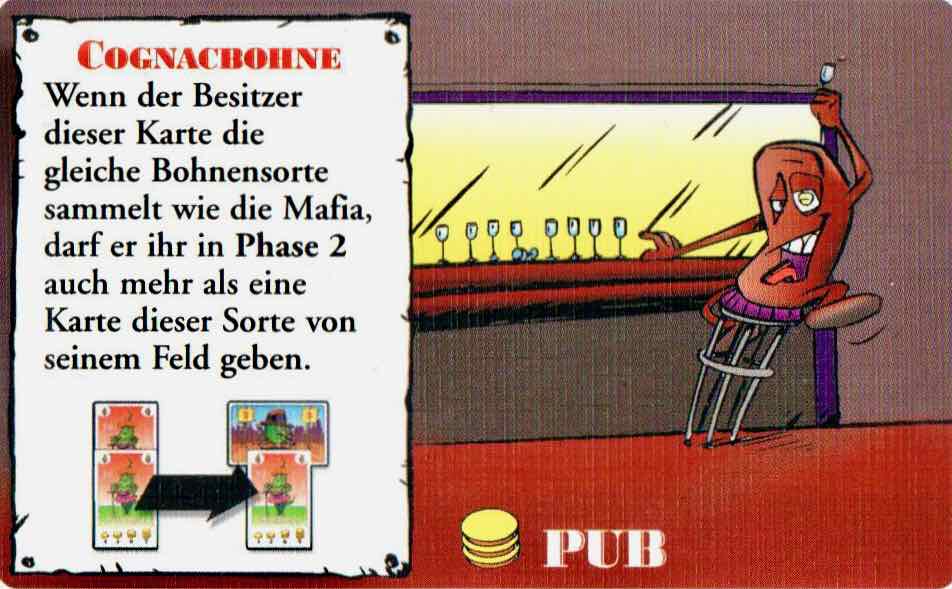 COGNACBOHNE
Wenn der Besitzer
dieser Karte die
gleiche Bohnensorte
sammelt wie die Mafia,
darf er ihr in Phase 2
auch mehr als eine
Karte dieser Sorte von
seinem Feld geben.
PUB